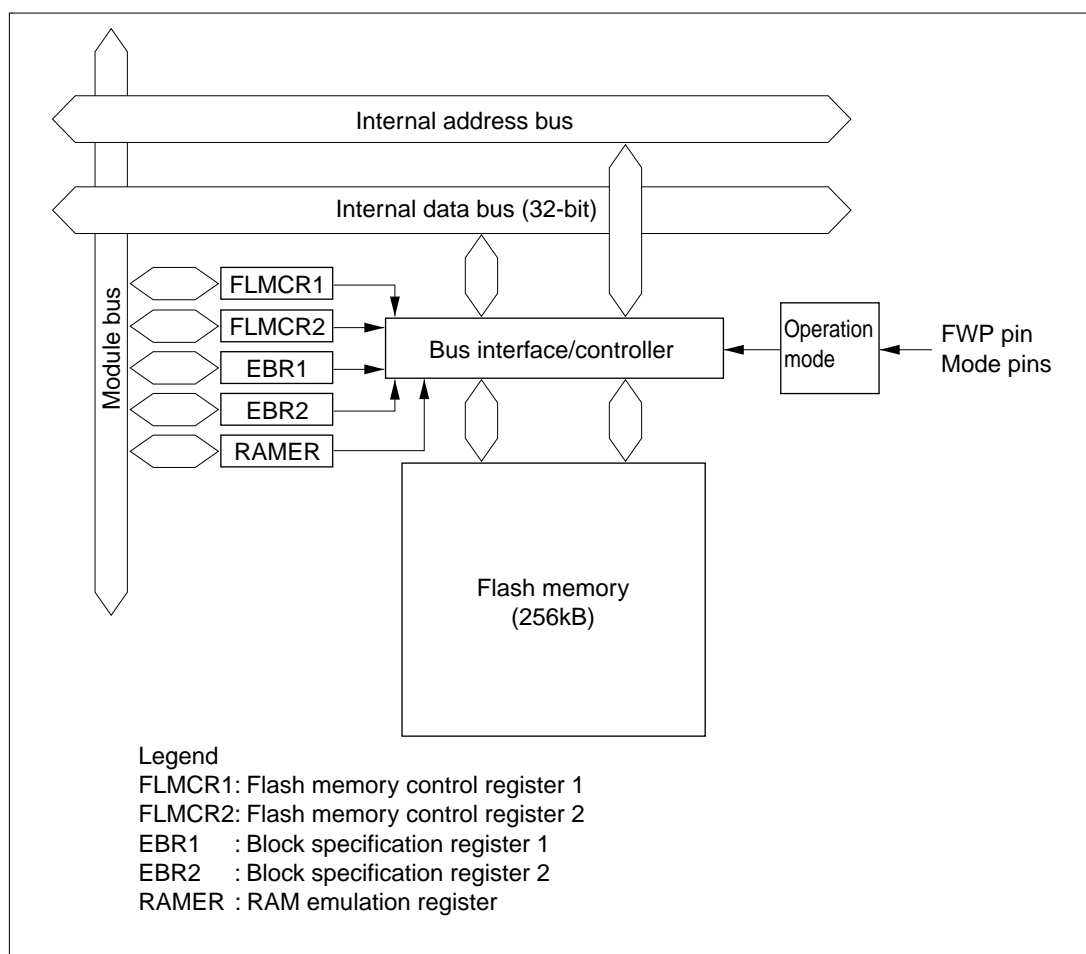 Internal address bus
Internal data bus (32-bit)
Module bus
FLMCR1
FLMCR2
EBR1
EBR2
RAMER
Bus interface/controller
Operation
mode
FWP pin
Mode pins
Flash memory
(256kB)
Legend
FLMCR1: Flash memory control register 1
FLMCR2: Flash memory control register 2
EBR1 : Block specification register 1
EBR2 : Block specification register 2
RAMER : RAM emulation register